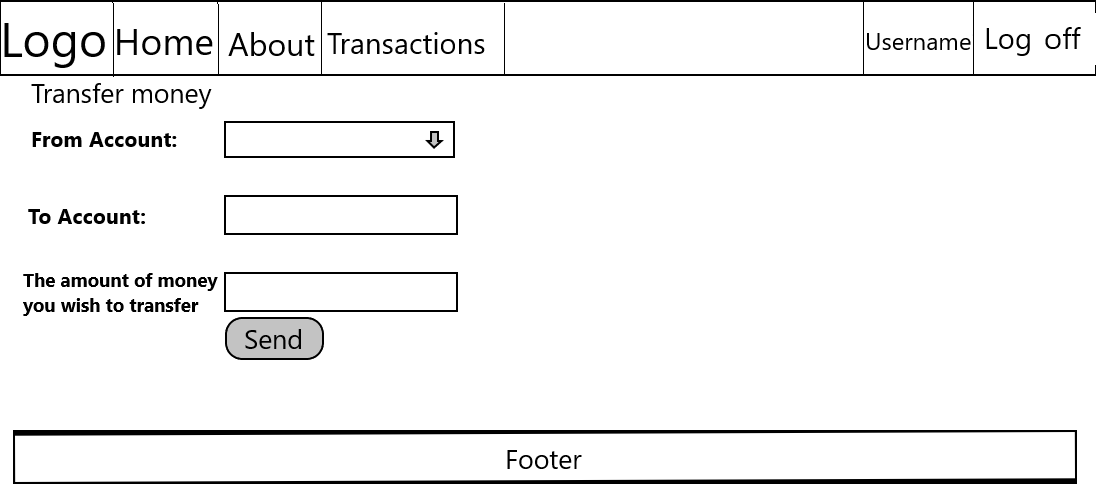 Logo Home About Transactions Username Log off
Transfer money
From Account:
To Account:
The amount of money
you wish to transfer
Send
Footer